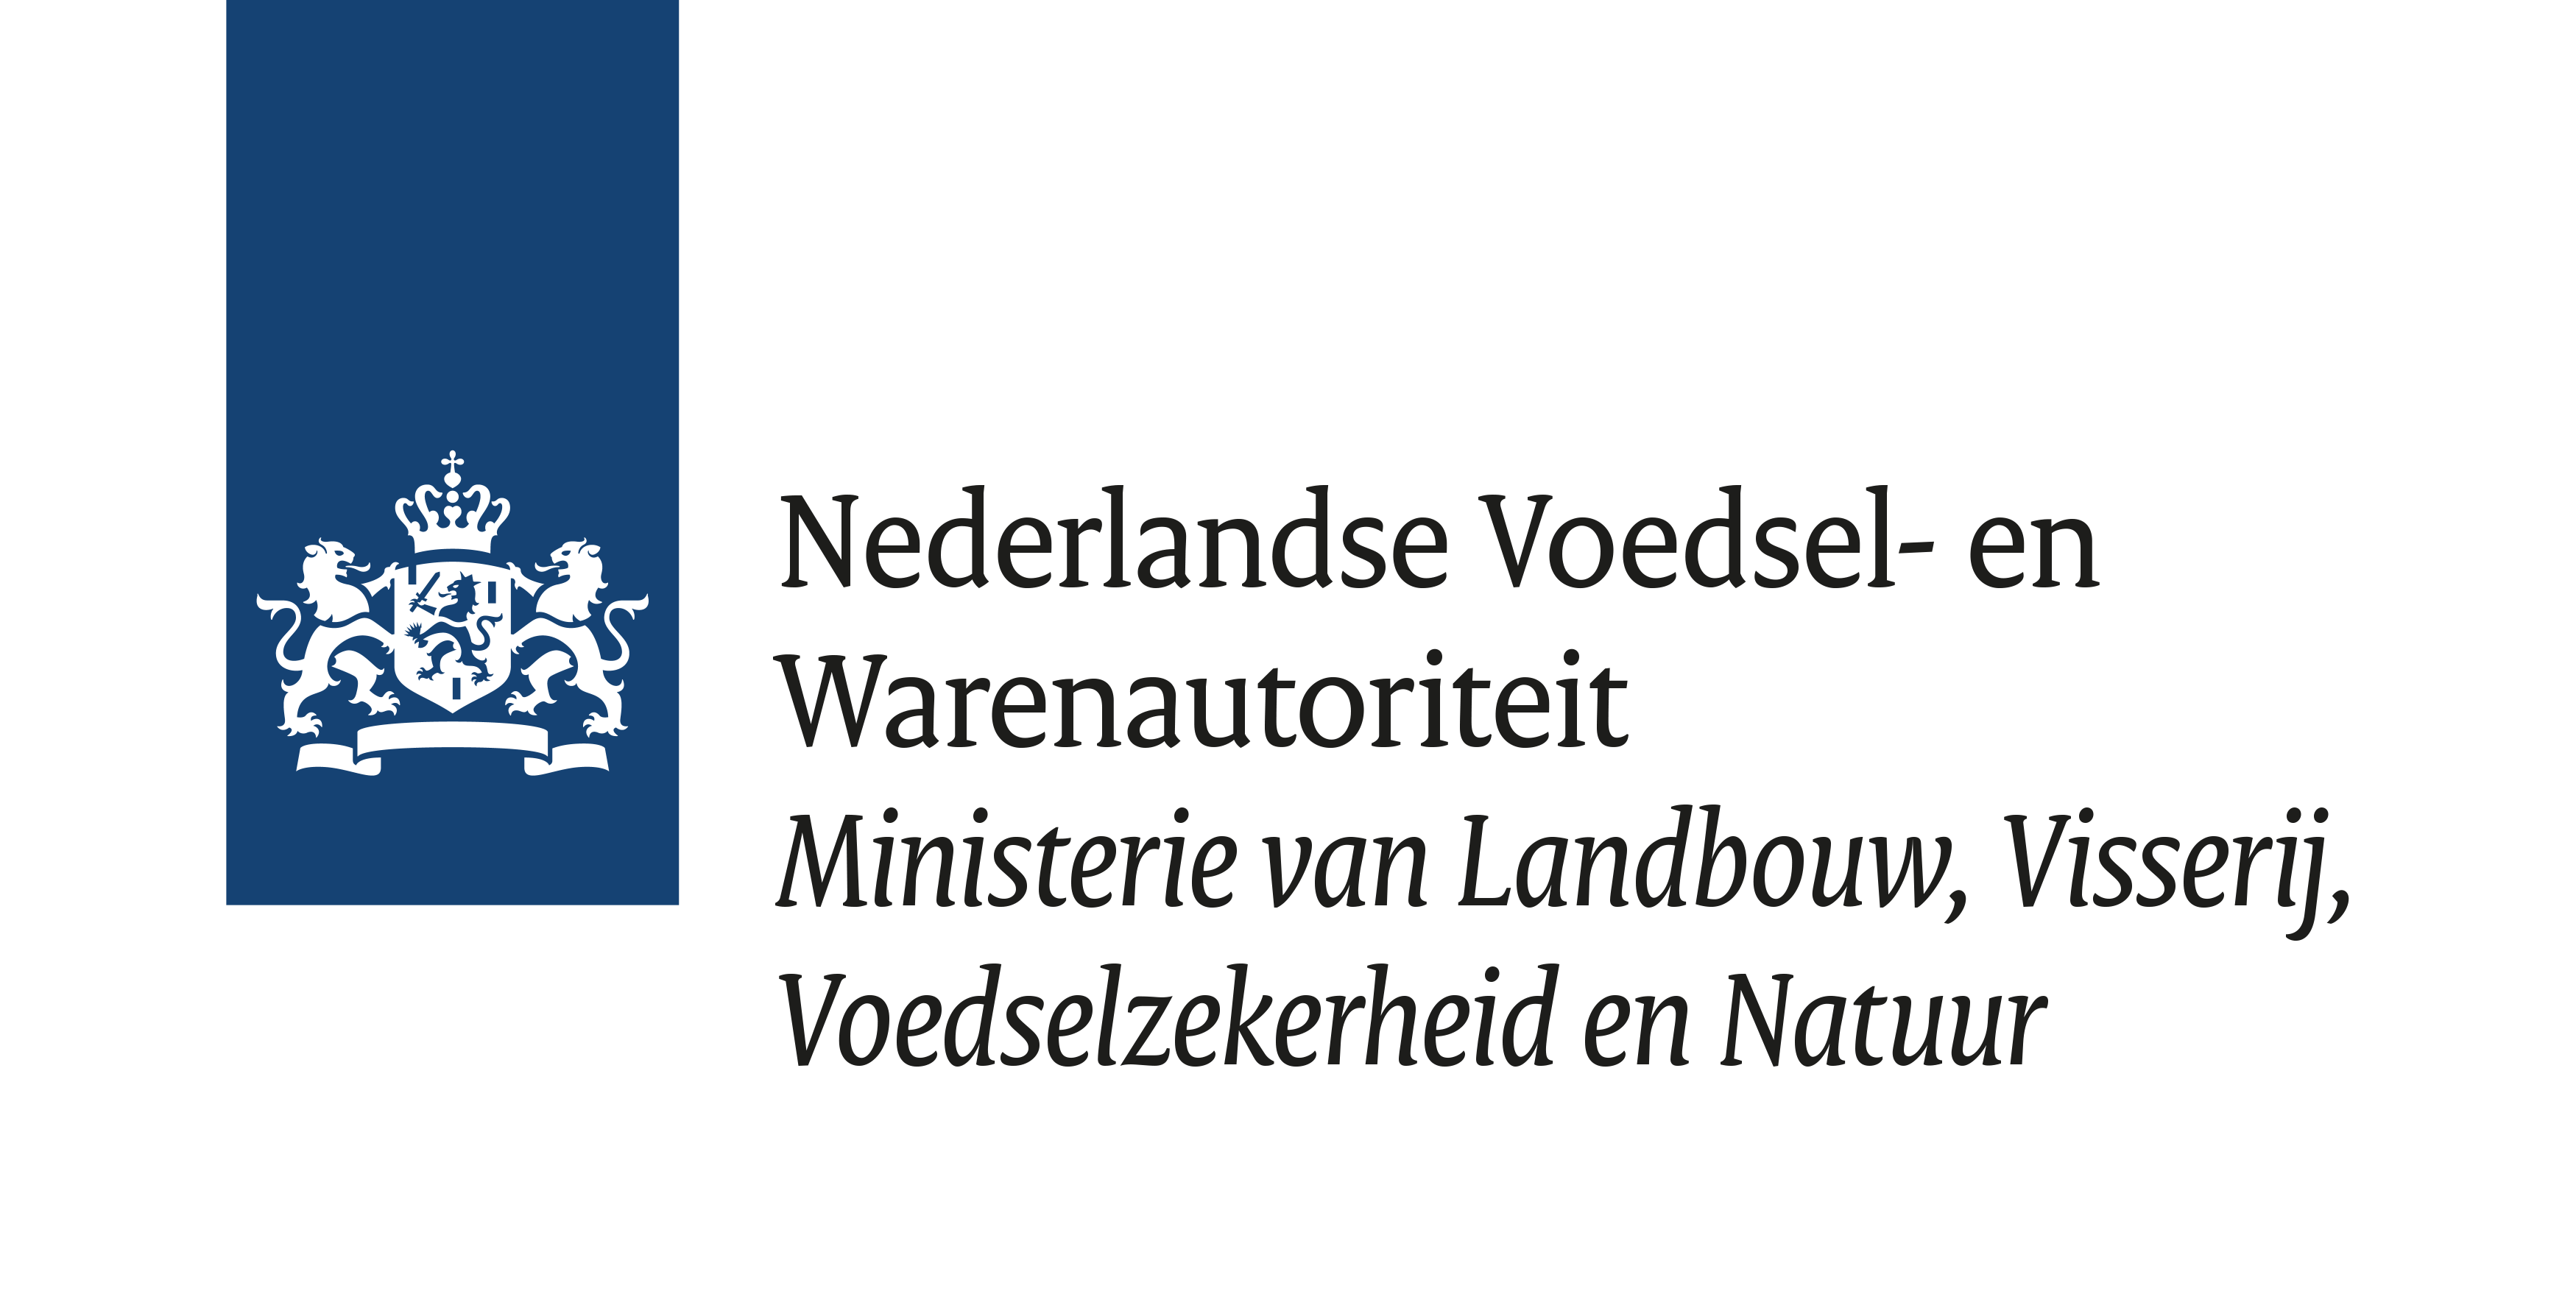 Nederlandse Voedsel- en
Warenautoriteit
Ministerie van Landbouw, Visserij,
Voedselzekerheid en Natuur